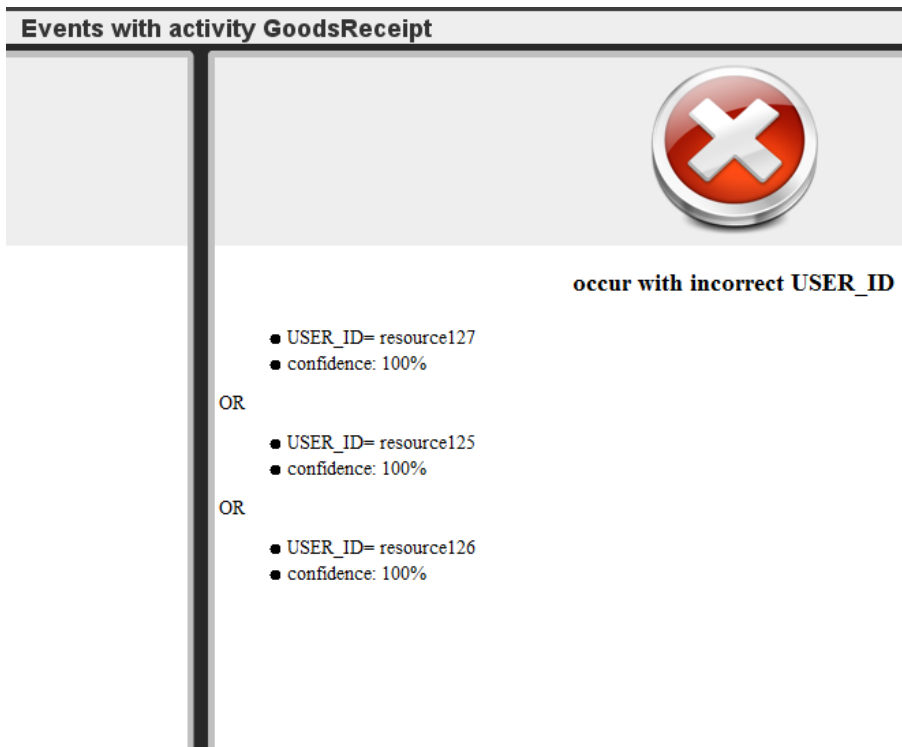 Events with activity GoodsReceipt
occur with incorrect USER_ID
USER_ID= resource127
confidence: 100%
OR
USER_ID= resource125
confidence: 100%
OR
USER_ID= resource126
confidence: 100%